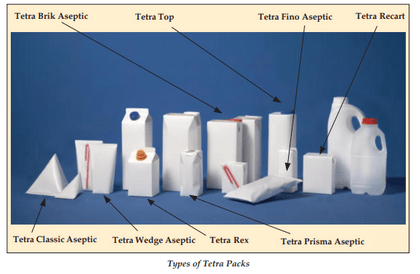 Tetra Brik Aseptic
Tetra Top
Tetra Fino Aseptic
Tetra Recart
Tetra Classic Aseptic
Tetra Wedge Aseptic
Tetra Rex
Tetra Prisma Aseptic
Types of Tetra Packs